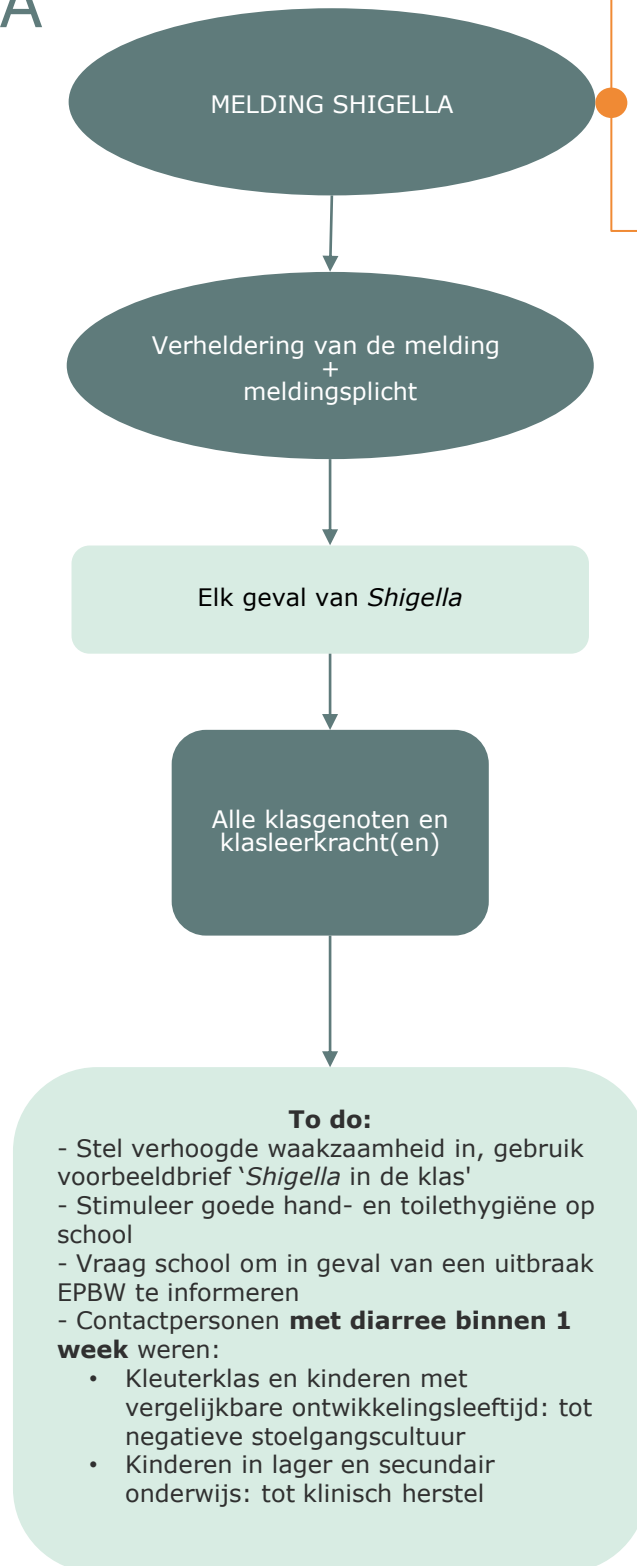 A
MELDING SHIGELLA
Verheldering van de melding
+
meldingsplicht
Elk geval van Shigella
Alle klasgenoten en
klasleerkracht(en)
To do:
- Stel verhoogde waakzaamheid in, gebruik
voorbeeldbrief ‘Shigella in de klas'
- Stimuleer goede hand- en toilethygiëne op
school
- Vraag school om in geval van een uitbraak
EPBW te informeren
- Contactpersonen met diarree binnen 1
week weren:
• Kleuterklas en kinderen met
vergelijkbare ontwikkelingsleeftijd: tot
negatieve stoelgangscultuur
• Kinderen in lager en secundair
onderwijs: tot klinisch herstel